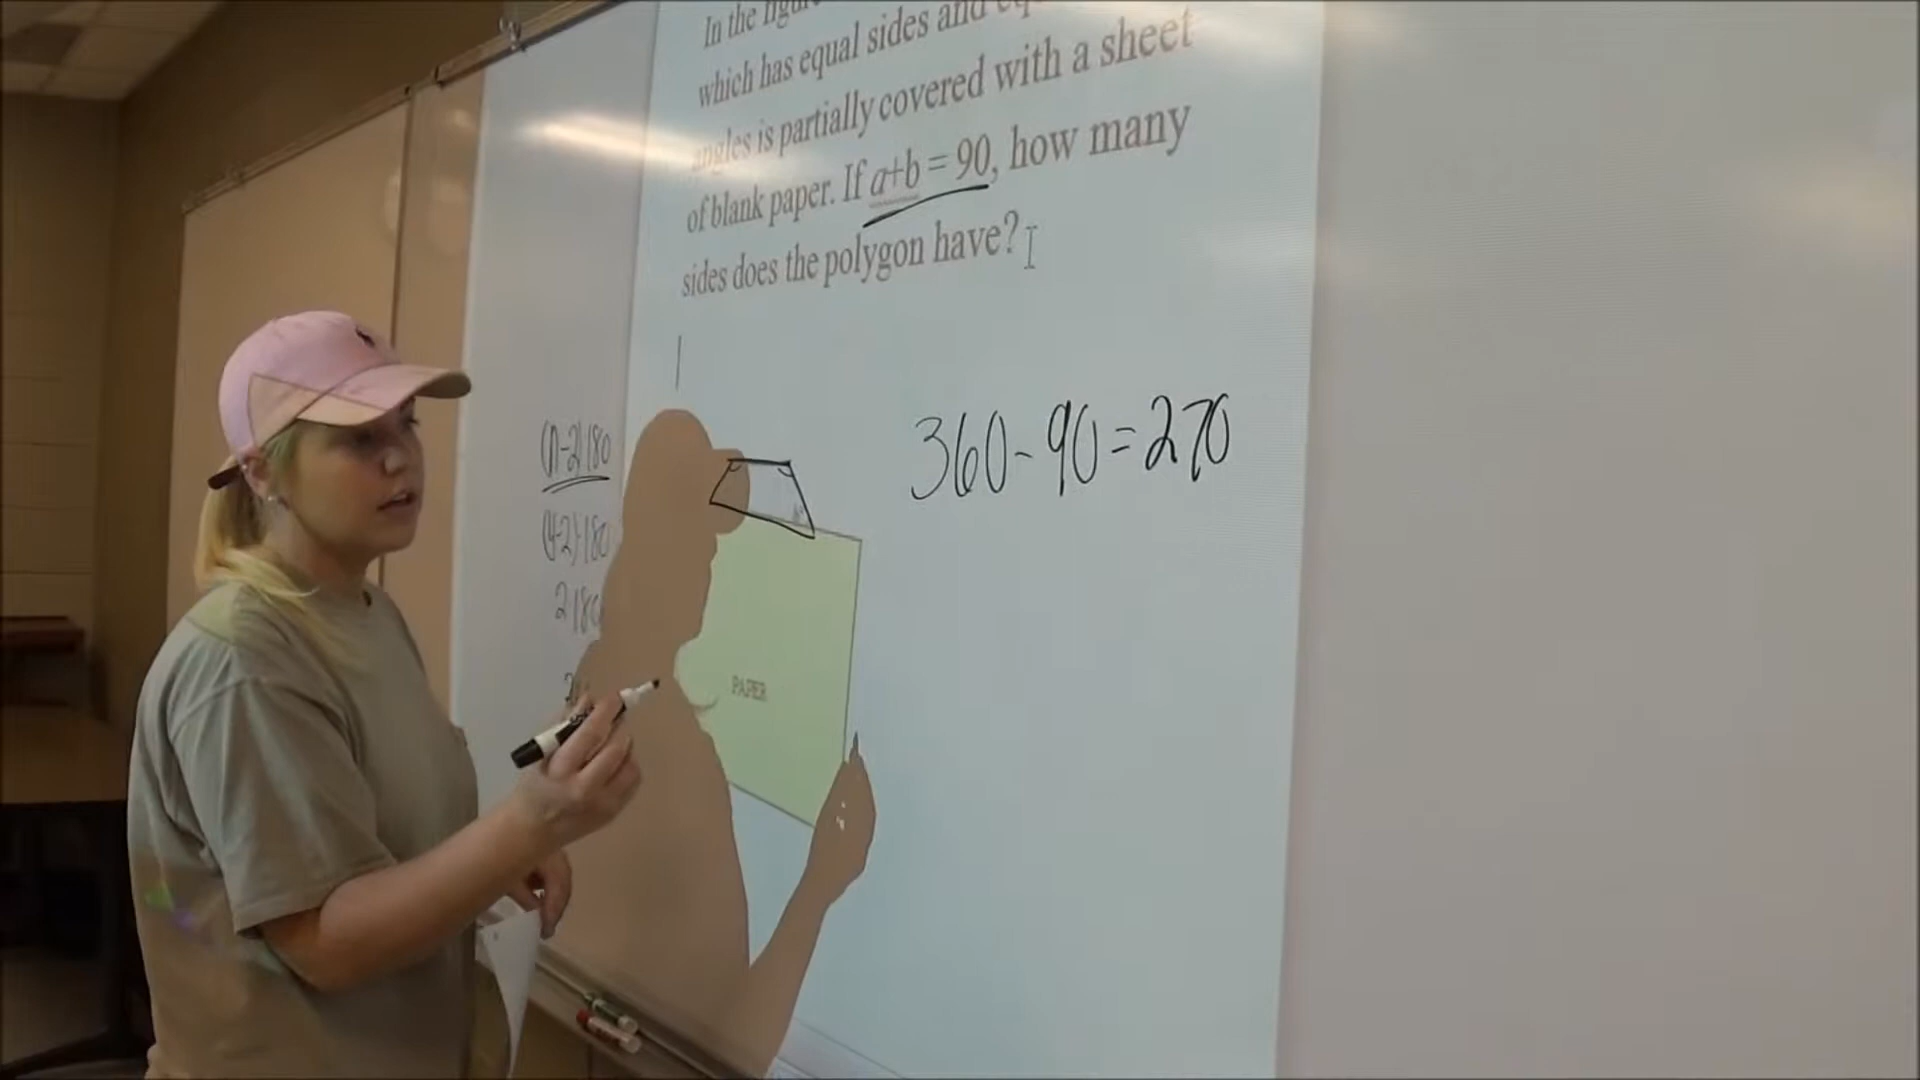 In the figure
which has equal sides and
angles is partially covered with a sheet
of blank paper. If a+b = 90, how many
sides does the polygon have?
(n-2)180
(4-2)·180
2 180
360-90=270
PAPER